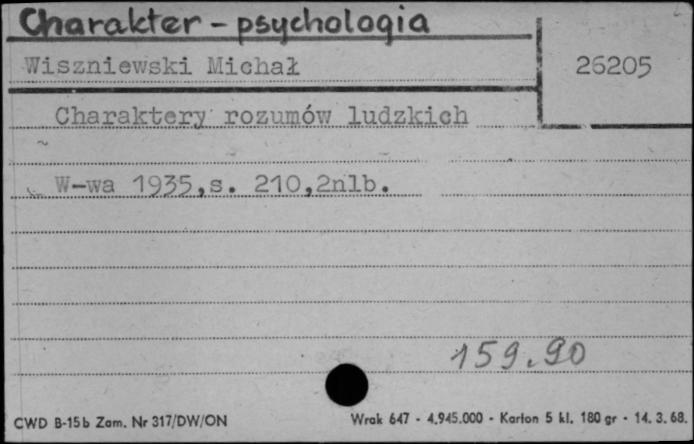 Charakter - psychologia
Wiszniewski Michał
26205
Charaktery rozumów ludzkich
W-wa 1935,s. 210,2nlb.
159.90
CWD B-15b Zam. Nr 317/DW/ON
Wrak 647 - 4.945.000 - Karton 5 kl. 180 gr - 14. 3. 68.